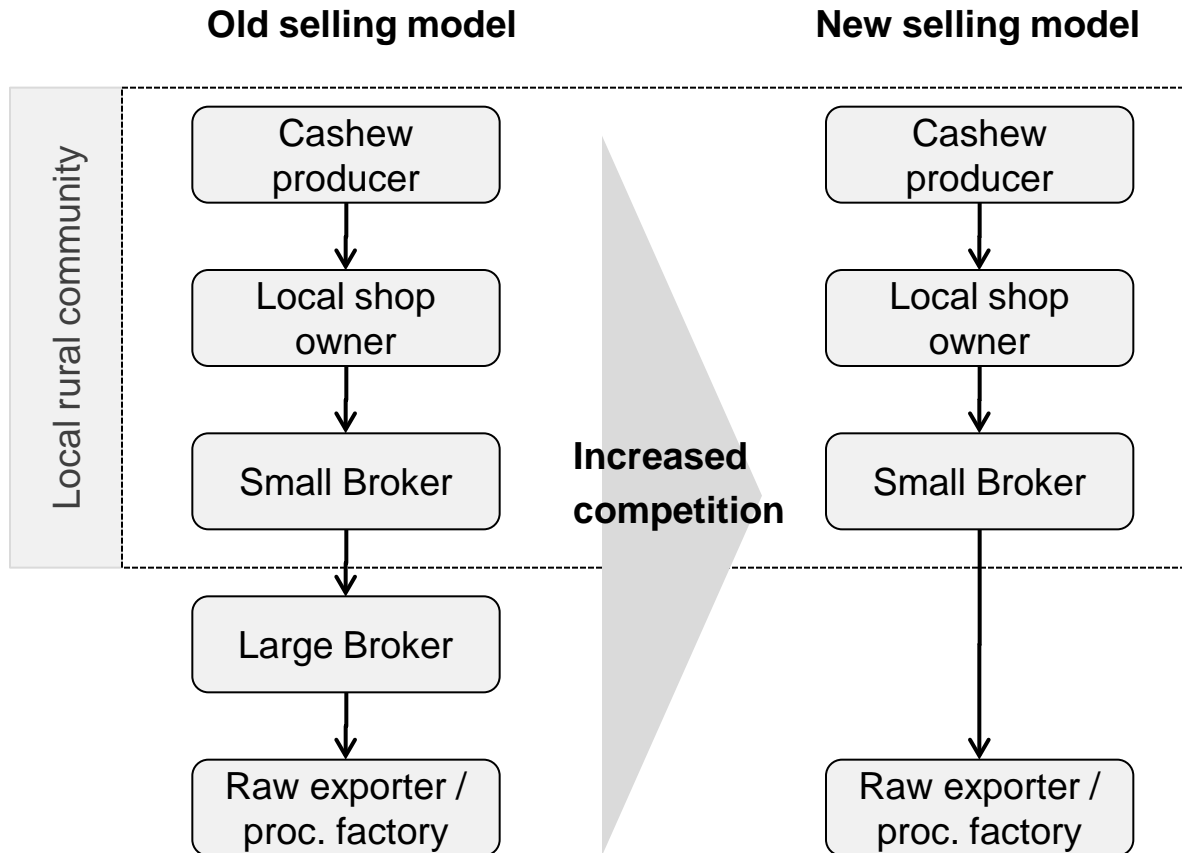 Old selling model
New selling model
Local rural community
Cashew
producer
Local shop
owner
Small Broker
Large Broker
Raw exporter /
proc. factory
Increased
competition
Cashew
producer
Local shop
owner
Small Broker
Raw exporter /
proc. factory